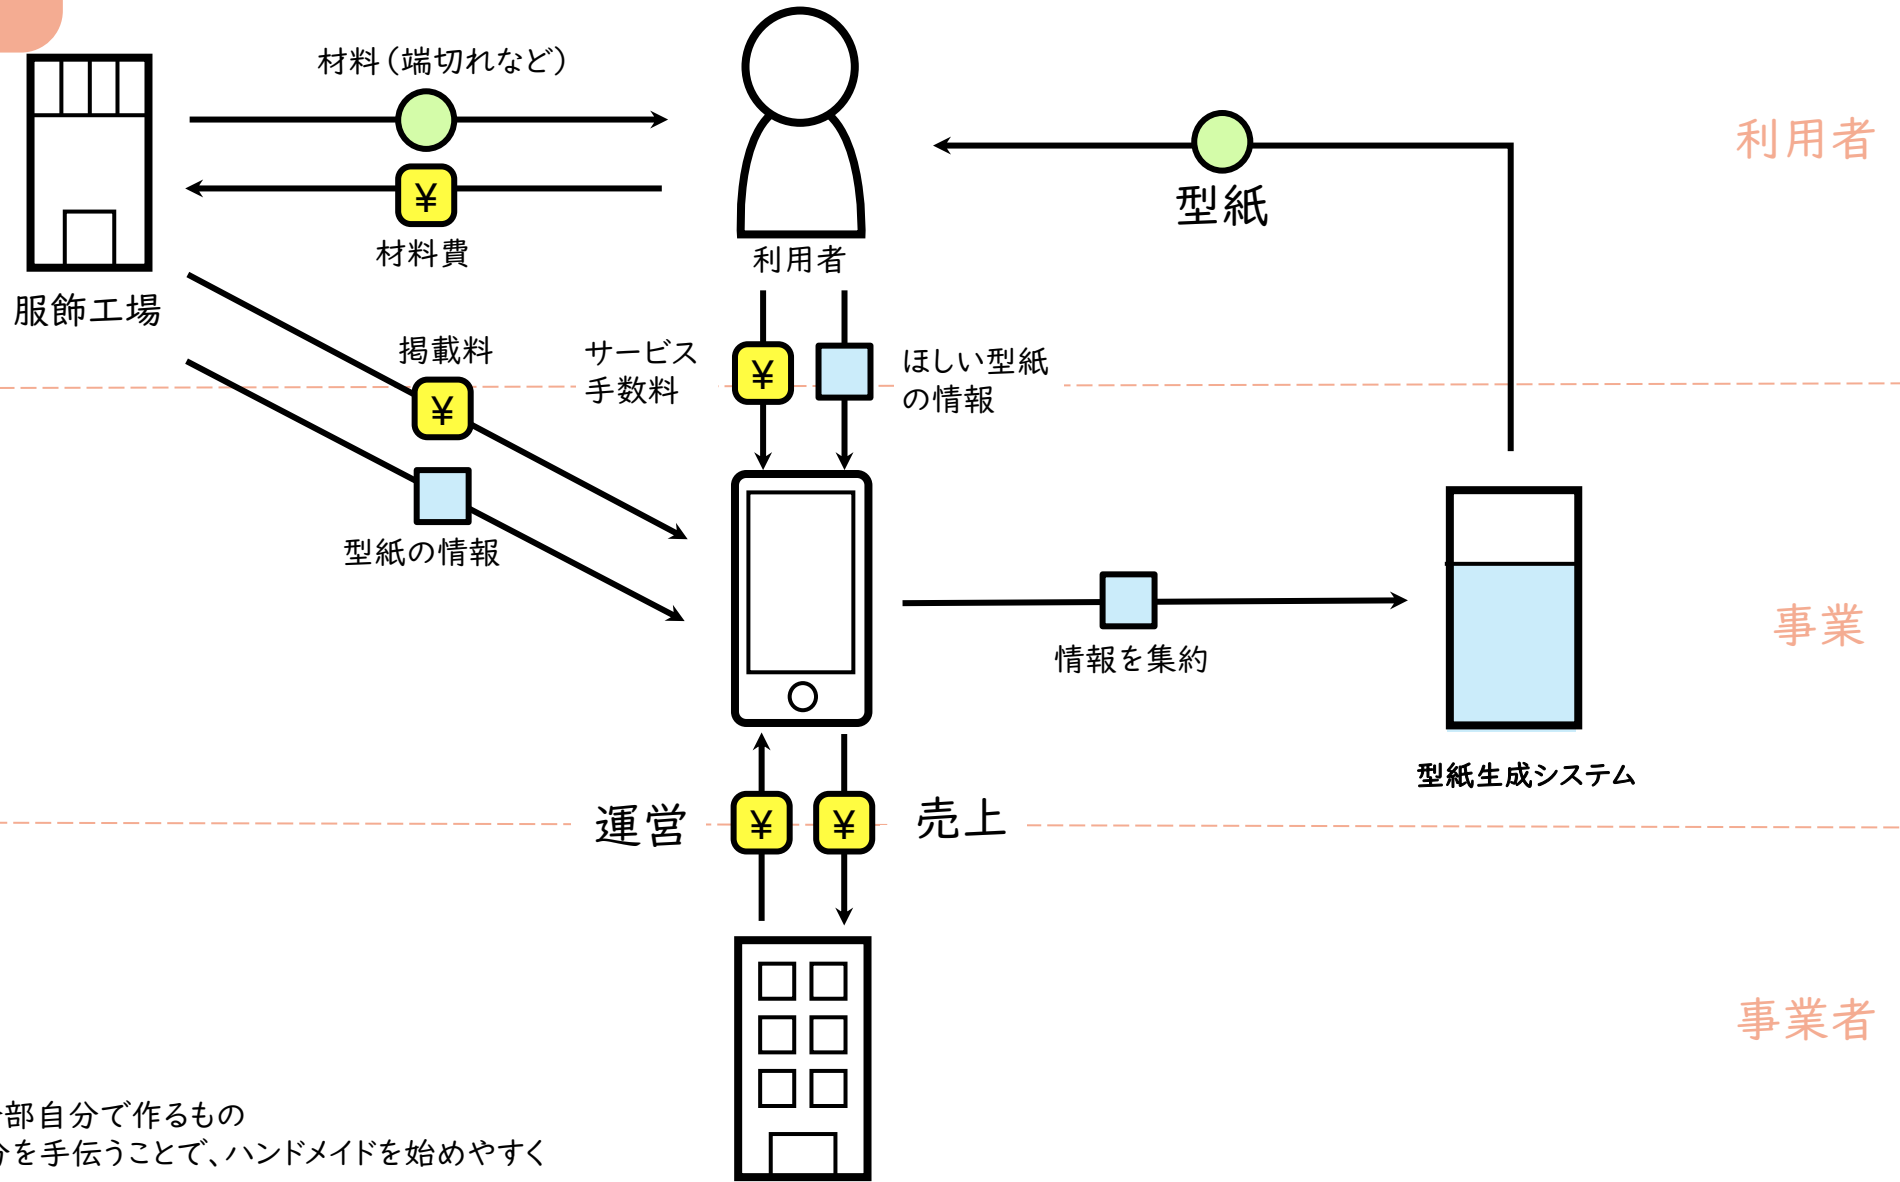 材料(端切れなど)
利用者
¥
型紙
材料費
利用者
服飾工場
掲載料
サービス
手数料
¥
ほしい型紙
の情報
¥
型紙の情報
事業
情報を集約
型紙生成システム
運営
¥
¥
売上
事業者
部自分で作るもの
を手伝うことで、ハンドメイドを始めやすく